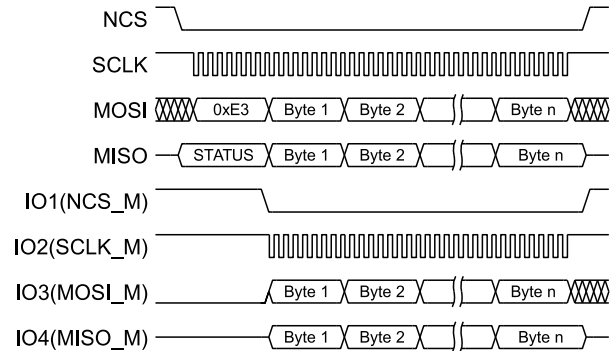 NCS
SCLK
MOSI 0xE3 Byte 1 Byte 2 Byte n
MISO STATUS Byte 1 Byte 2 Byte n
IO1(NCS_M)
IO2(SCLK_M)
IO3(MOSI_M) Byte 1 Byte 2 Byte n
IO4(MISO_M) Byte 1 Byte 2 Byte n